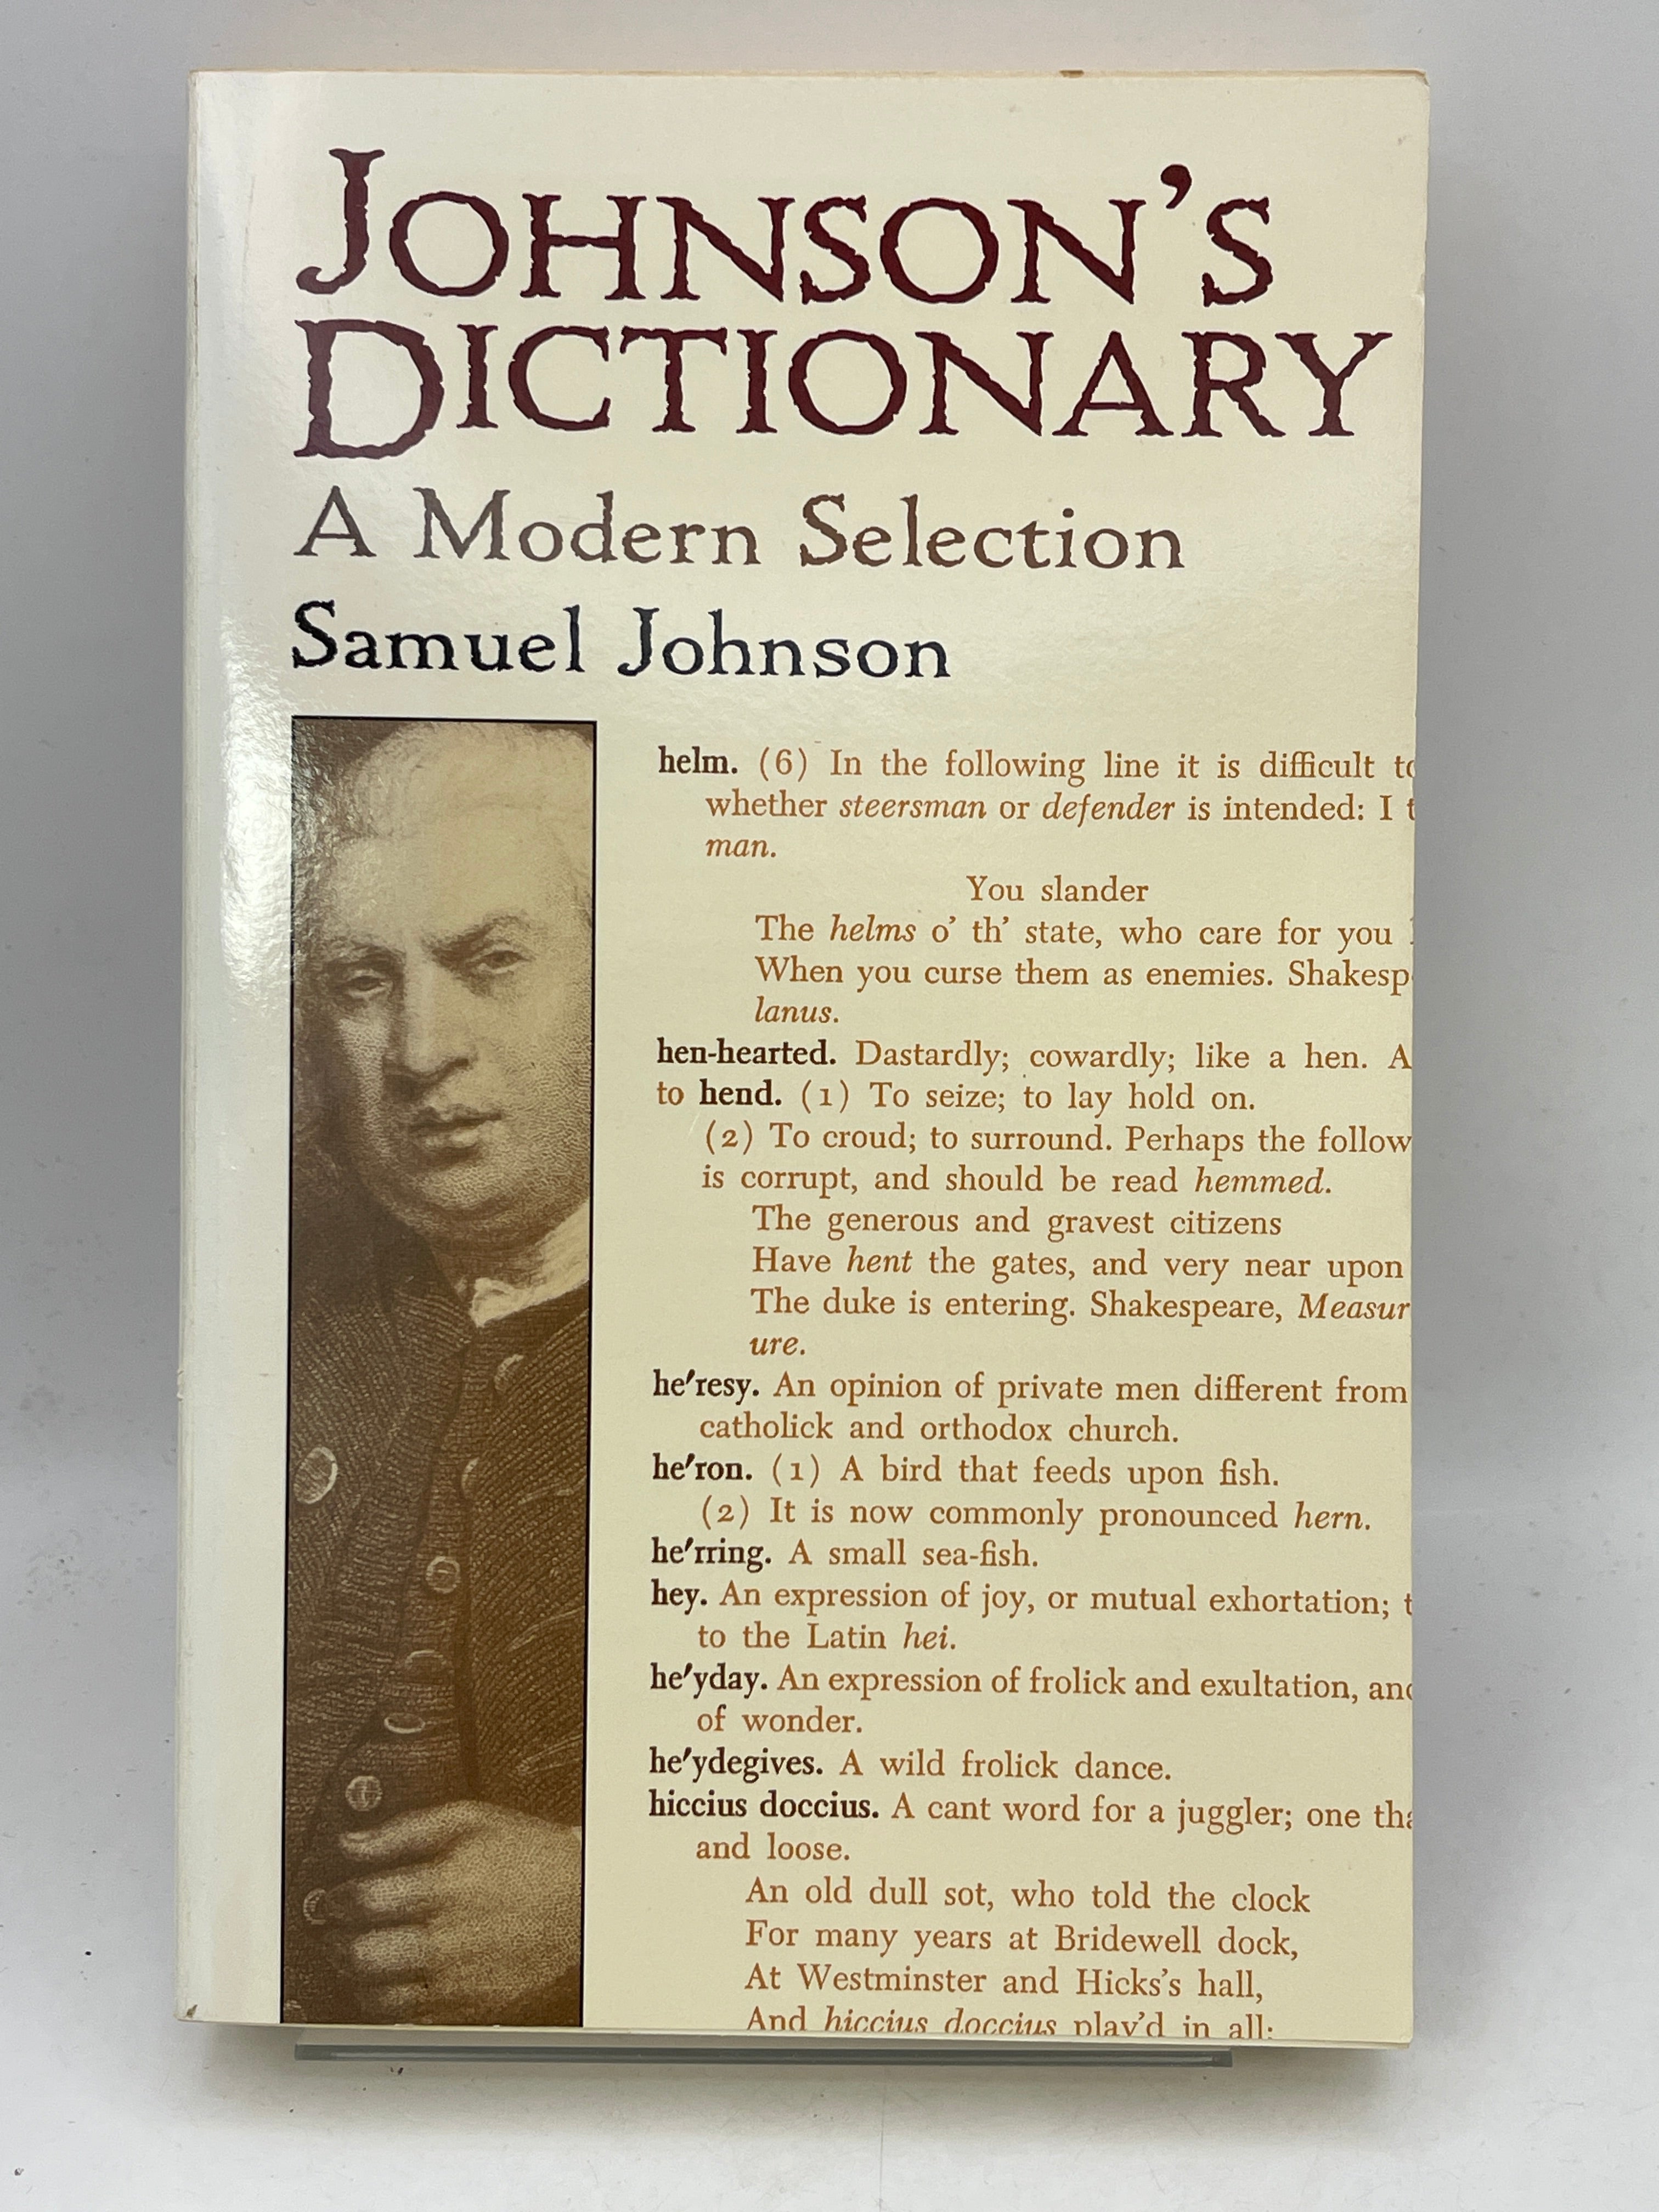 JOHNSON'S
DICTIONARY
A Modern Selection
Samuel Johnson
helm. (6) In the following line it is difficult to
whether steersman or defender is intended: I
man.
You slander
The helms o' th' state, who care for you
When you curse them as enemies. Shakesp
lanus.
hen-hearted. Dastardly; cowardly; like a hen. A
to hend. (1) To seize; to lay hold on.
(2) To croud; to surround. Perhaps the follow
is corrupt, and should be read hemmed.
The generous and gravest citizens
Have hent the gates, and very near upon
The duke is entering. Shakespeare, Measur
ure.
he'resy. An opinion of private men different from
catholick and orthodox church.
he'ron. (1) A bird that feeds upon fish.
(2) It is now commonly pronounced hern.
he'rring. A small sea-fish.
hey. An expression of joy, or mutual exhortation;
to the Latin hei.
he'yday. An expression of frolick and exultation, and
of wonder.
he'ydegives. A wild frolick dance.
hiccius doccius. A cant word for a juggler; one tha
and loose.
An old dull sot, who told the clock
For many years at Bridewell dock,
At Westminster and Hicks's hall,
And hiccius doccius play'd in all: